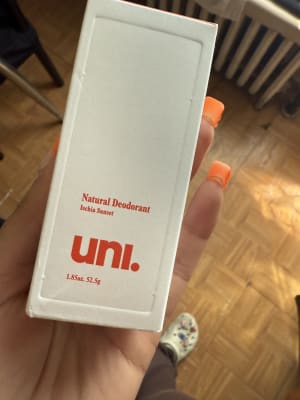 Natural Deodorant
Ischia Sunset
uni.
1.85oz. 52.5g